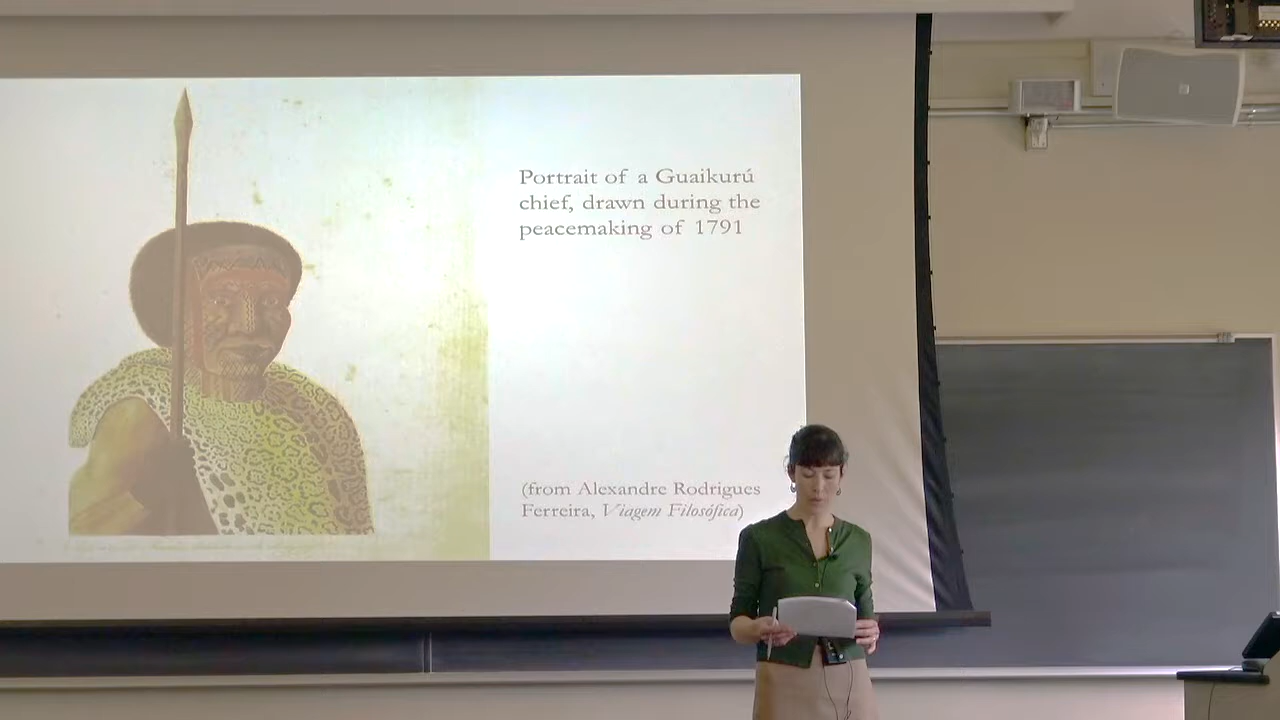 Portrait of a Guaikurú
chief, drawn during the
peacemaking of 1791
(from Alexandre Rodrigues
Ferreira, Viagem Filosófica)